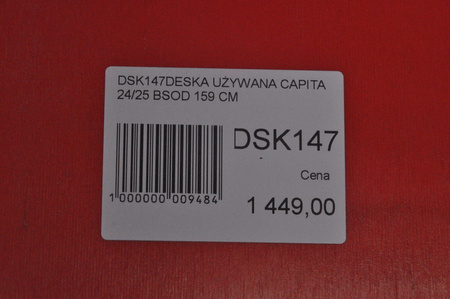 DSK147DESKA UŻYWANA CAPITA
24/25 BSOD 159 CM
DSK147
1 000000 009484
Cena
1 449,00